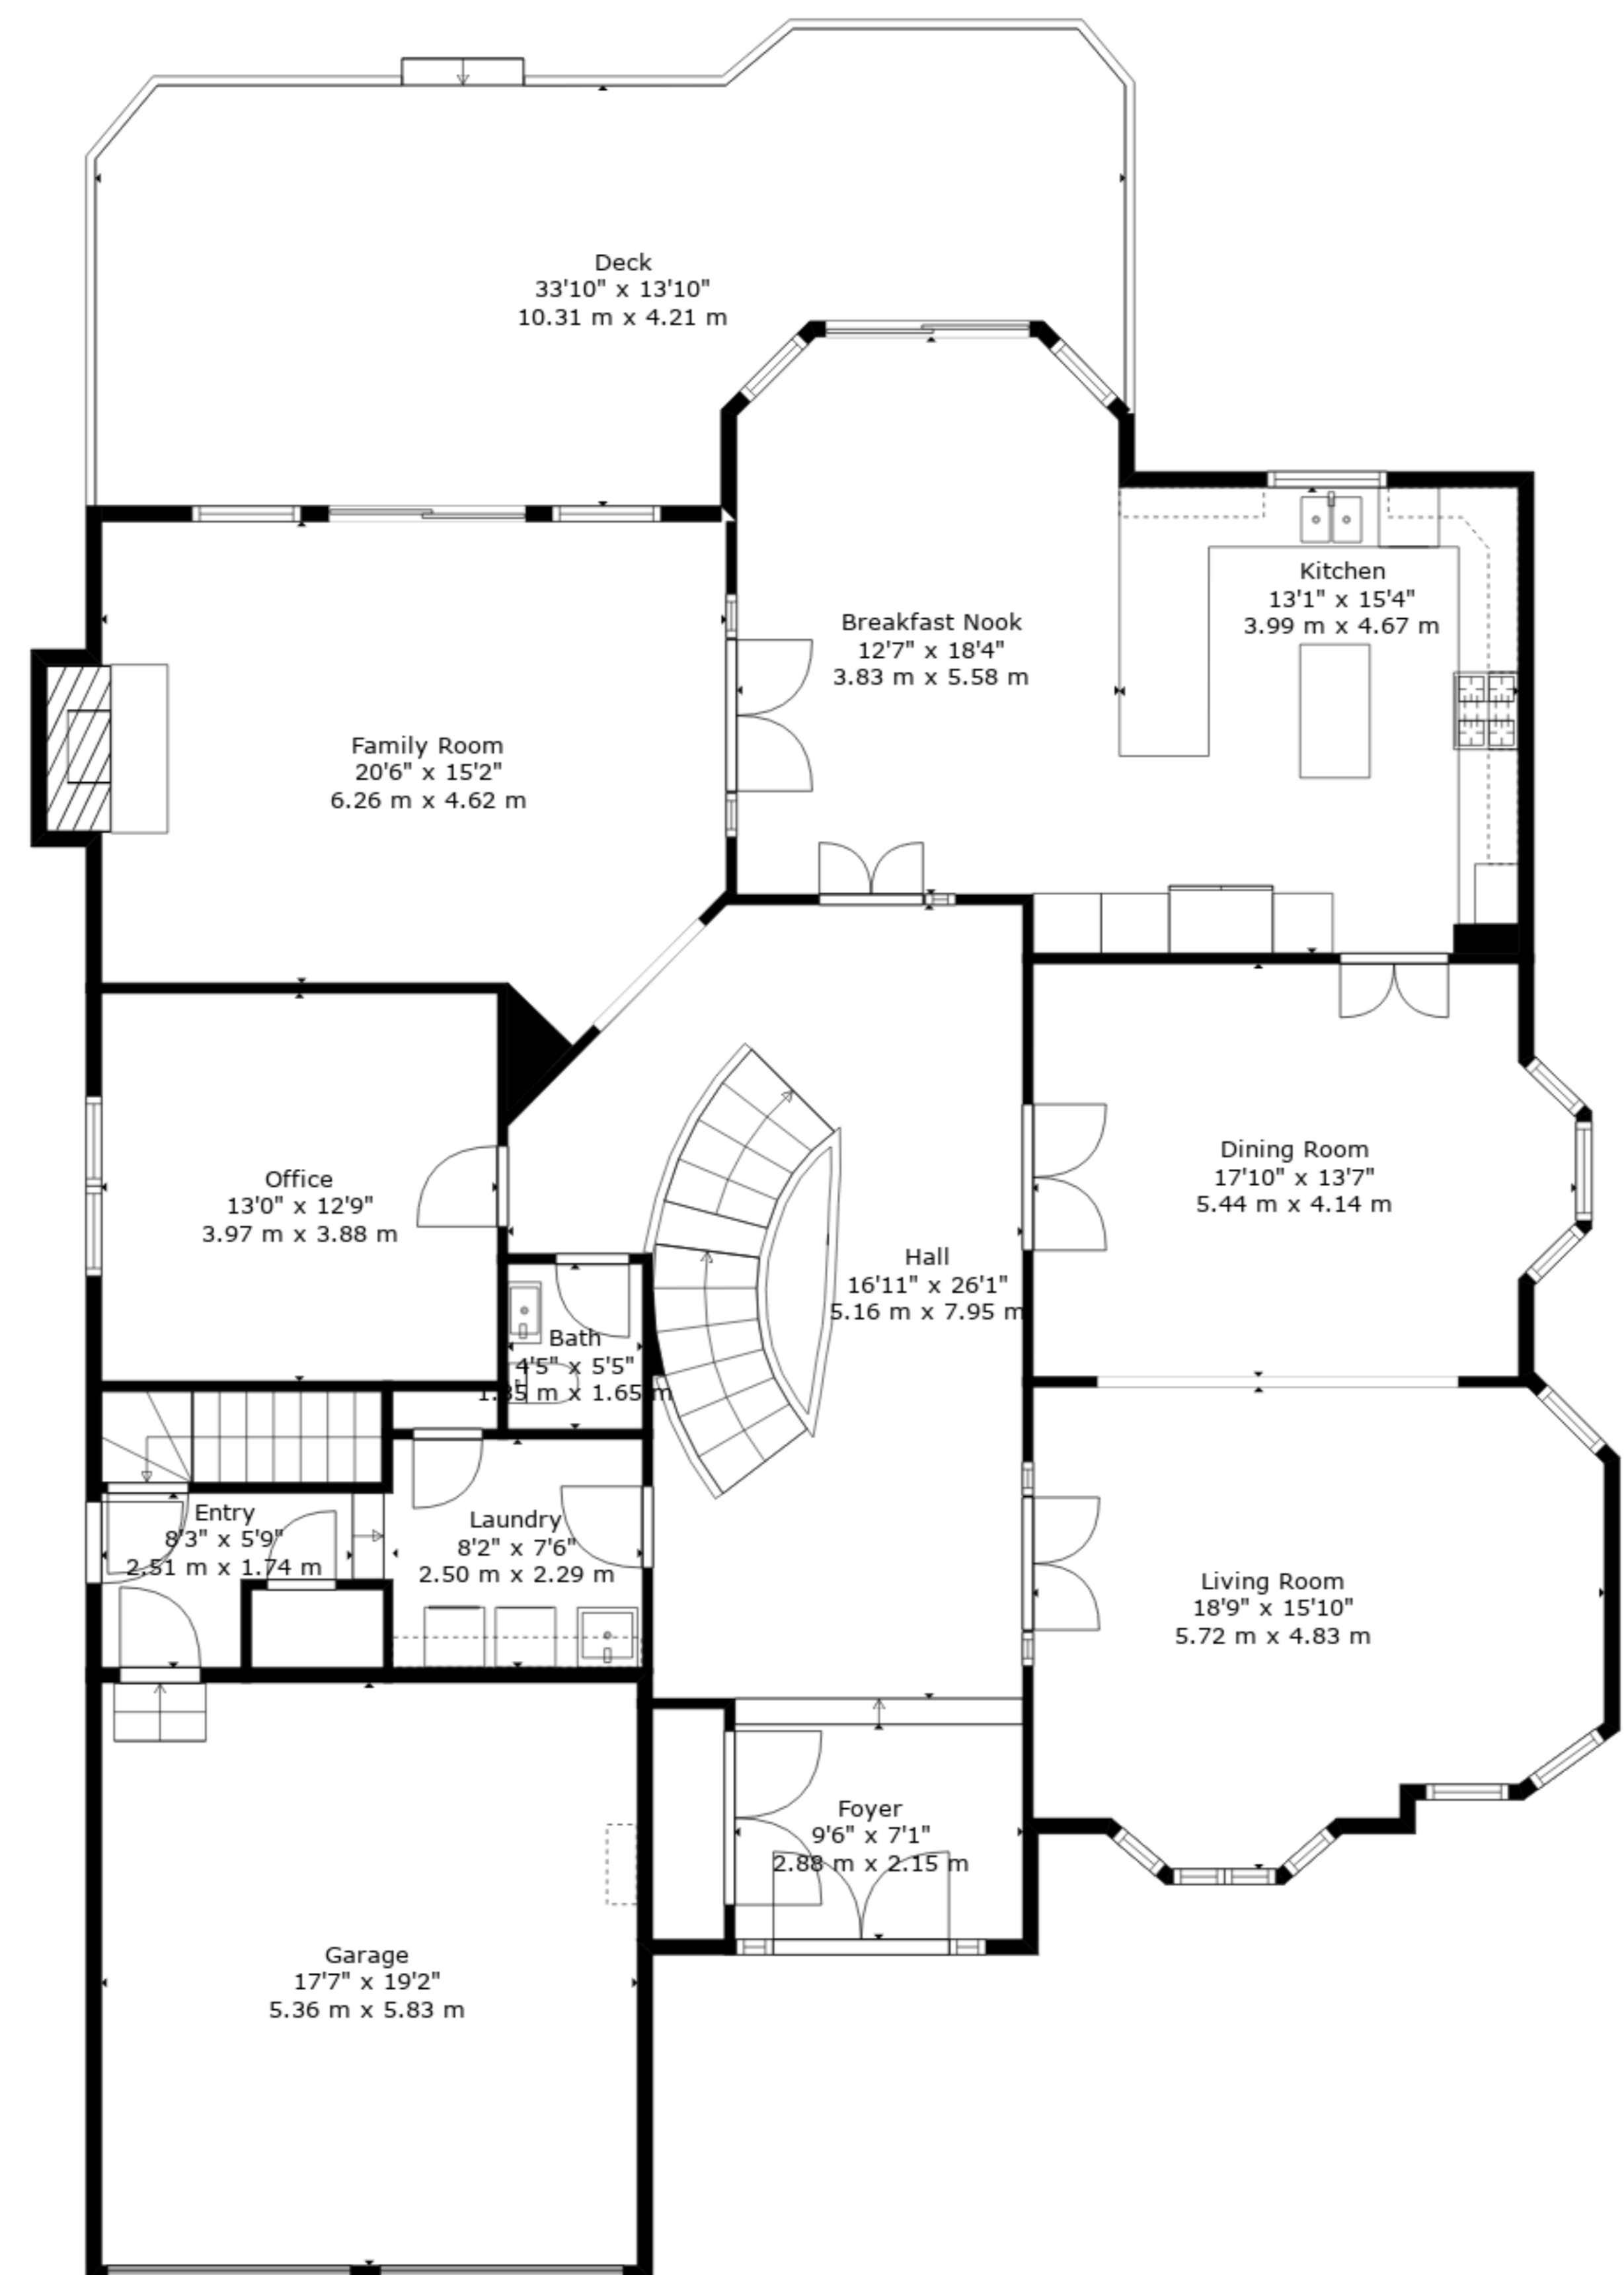 Deck
33'10" x 13'10"
10.31 m x 4.21 m
Kitchen
13'1" x 15'4"
3.99 m x 4.67 m
Breakfast Nook
12'7" x 18'4"
3.83 m x 5.58 m
Family Room
20'6" x 15'2"
6.26 m x 4.62 m
Dining Room
17'10" x 13'7"
5.44 m x 4.14 m
Office
13'0" x 12'9"
3.97 m x 3.88 m
Hall
16'11" x 26'1"
5.16 m x 7.95 m
Bath
4'5" x 5'5"
1.35 m x 1.65 m
Entry
8'3" x 5'9"
2.51 m x 1.74 m
Laundry
8'2" x 7'6"
2.50 m x 2.29 m
Living Room
18'9" x 15'10"
5.72 m x 4.83 m
Foyer
9'6" x 7'1"
2.88 m x 2.15 m
Garage
17'7" x 19'2"
5.36 m x 5.83 m